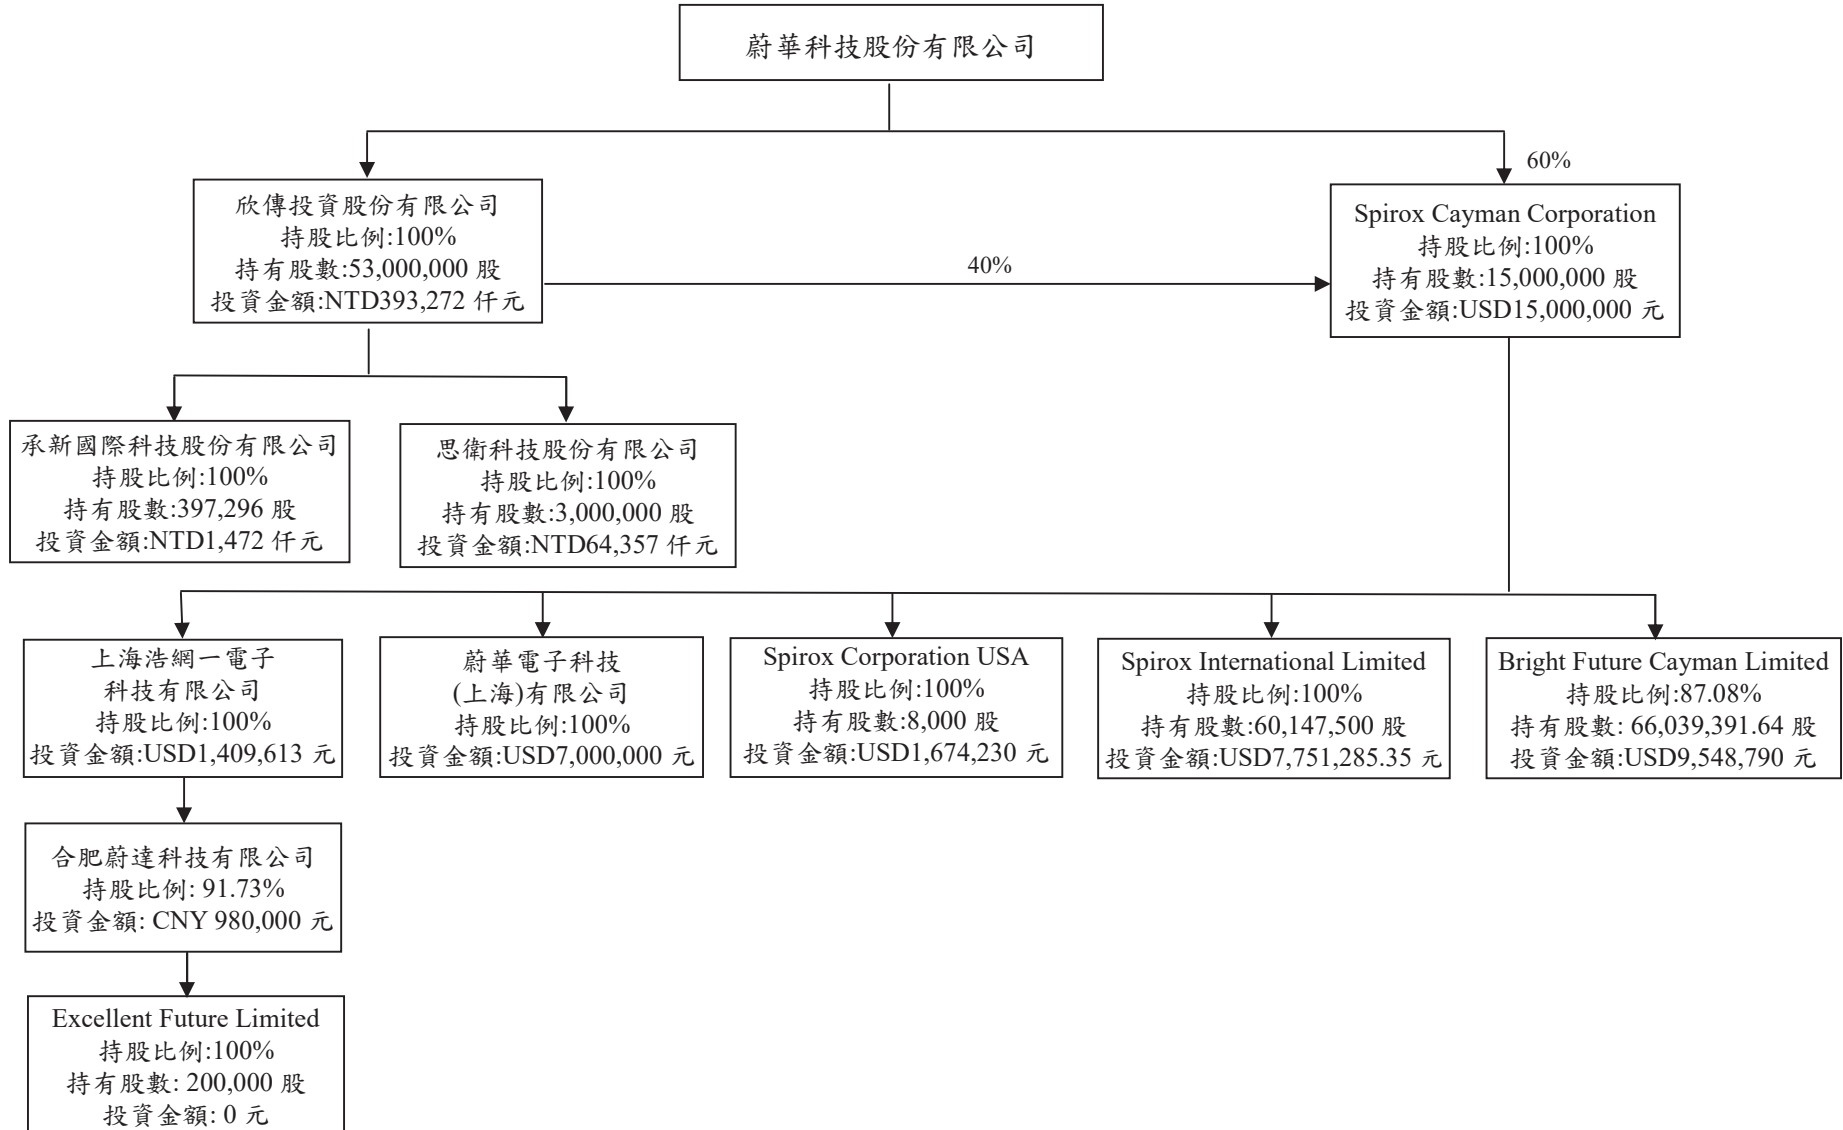 蔚華科技股份有限公司
60%
欣傳投資股份有限公司
持股比例:100%
持有股數:53,000,000 股
投資金額:NTD393,272 仟元
40%
Spirox Cayman Corporation
持股比例:100%
持有股數:15,000,000 股
投資金額:USD15,000,000 元
承新國際科技股份有限公司
持股比例:100%
持有股數:397,296 股
投資金額:NTD1,472 仟元
思衛科技股份有限公司
持股比例:100%
持有股數:3,000,000 股
投資金額:NTD64,357 仟元
上海浩網一電子
科技有限公司
持股比例:100%
投資金額:USD1,409,613 元
蔚華電子科技
(上海)有限公司
持股比例:100%
投資金額:USD7,000,000 元
Spirox Corporation USA
持股比例:100%
持有股數:8,000 股
投資金額:USD1,674,230 元
Spirox International Limited
持股比例:100%
持有股數:60,147,500 股
投資金額:USD7,751,285.35 元
Bright Future Cayman Limited
持股比例:87.08%
持有股數: 66,039,391.64 股
投資金額:USD9,548,790 元
合肥蔚達科技有限公司
持股比例: 91.73%
投資金額: CNY 980,000 元
Excellent Future Limited
持股比例:100%
持有股數: 200,000 股
投資金額: 0 元